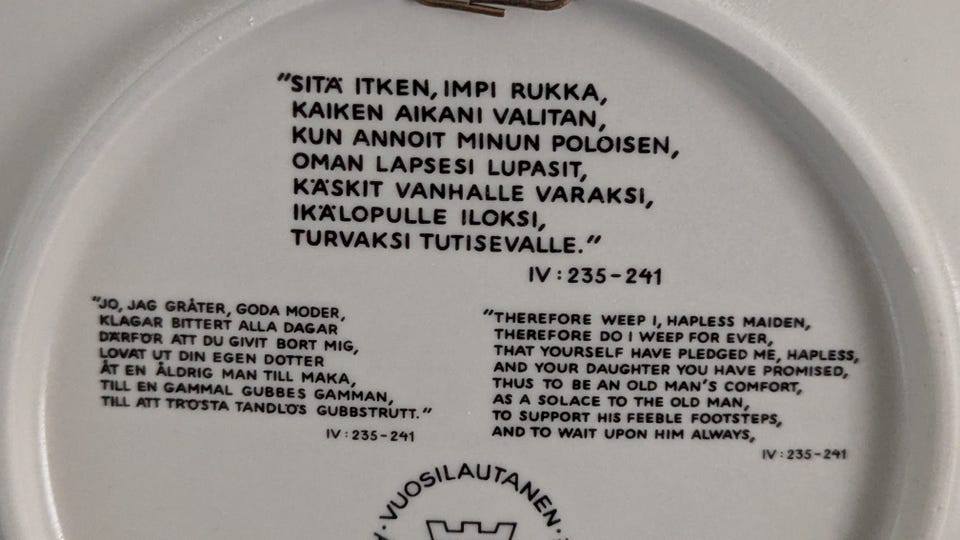 "SITÄ ITKEN, IMPI RUKKA,
KAIKEN AIKANI VALITAN,
KUN ANNOIT MINUN POLOISEN,
OMAN LAPSESI LUPASIT,
KÄSKIT VANHALLE VARAKSI,
IKÄLOPULLE ILOKSI,
TURVAKSI TUTISEVALLE."
IV : 235-241
"JO, JAG GRÅTER, GODA MODER,
KLAGAR BITTERT ALLA DAGAR
DÄRFÖR ATT DU GIVIT BORT MIG,
LOVAT UT DIN EGEN DOTTER
ÅT EN ÅLDRIG MAN TILL MAKA,
TILL EN GAMMAL GUBBES GAMMAN,
TILL ATT TRÖSTA TANDLÖS GUBBSTRUTT."
IV : 235-241
"THEREFORE WEEP I, HAPLESS MAIDEN,
THEREFORE DO I WEEP FOR EVER,
THAT YOURSELF HAVE PLEDGED ME, HAPLESS,
AND YOUR DAUGHTER YOU HAVE PROMISED,
THUS TO BE AN OLD MAN'S COMFORT,
AS A SOLACE TO THE OLD MAN,
TO SUPPORT HIS FEEBLE FOOTSTEPS,
AND TO WAIT UPON HIM ALWAYS,
IV : 235-241
· VUOSILAUTANEN ·